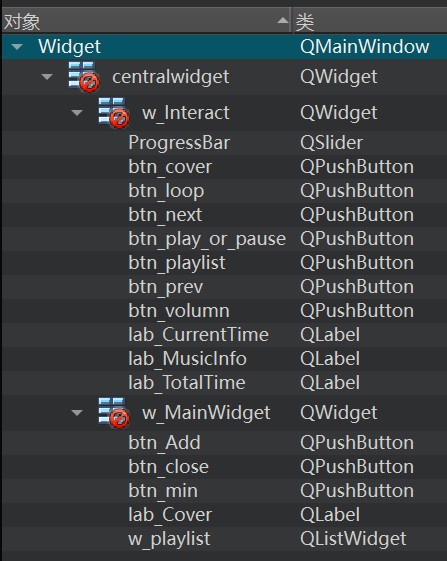 对象 类
Widget QMainWindow
centralwidget QWidget
w_Interact QWidget
ProgressBar QSlider
btn_cover QPushButton
btn_loop QPushButton
btn_next QPushButton
btn_play_or_pause QPushButton
btn_playlist QPushButton
btn_prev QPushButton
btn_volumn QPushButton
lab_CurrentTime QLabel
lab_MusicInfo QLabel
lab_TotalTime QLabel
w_MainWidget QWidget
btn_Add QPushButton
btn_close QPushButton
btn_min QPushButton
lab_Cover QLabel
w_playlist QListWidget